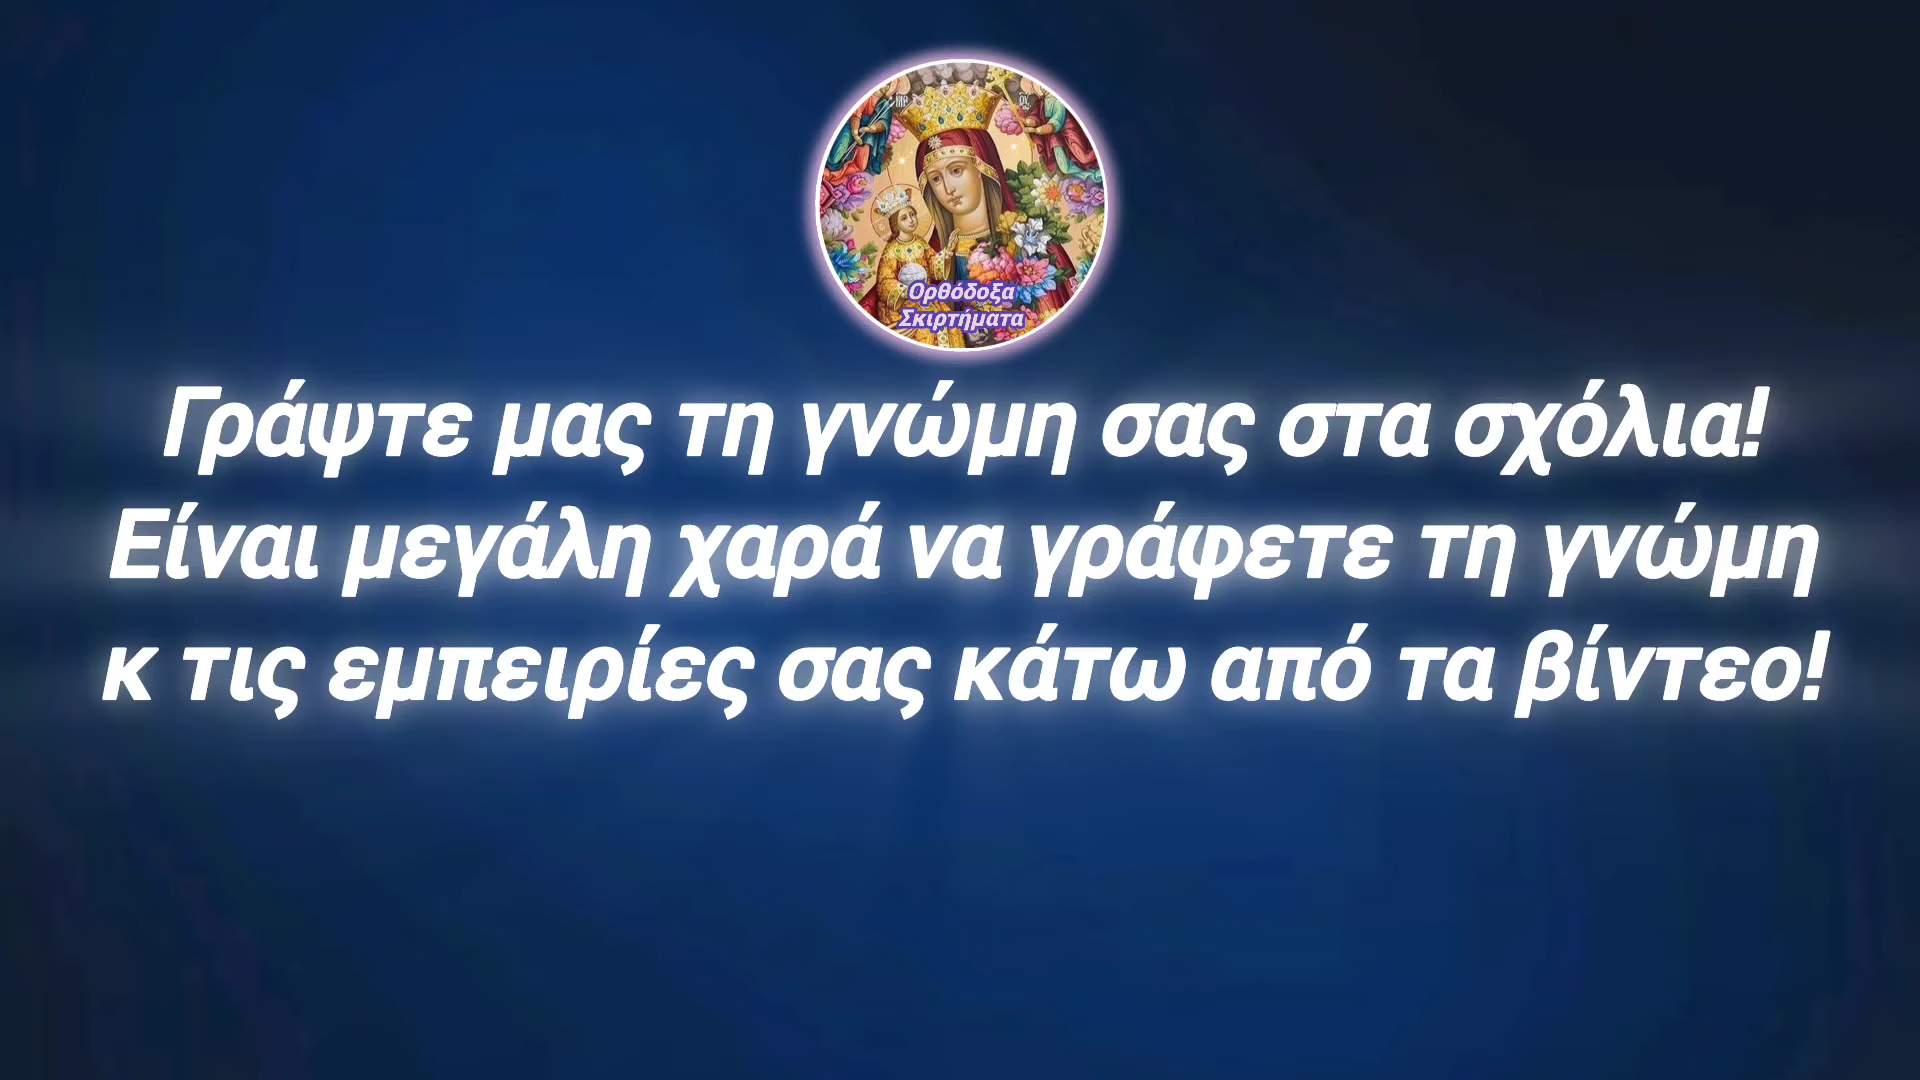 Ορθόδοξα
Σκιρτήματα
Γράψτε μας τη γνώμη σας στα σχόλια!
Είναι μεγάλη χαρά να γράφετε τη γνώμη
κ τις εμπειρίες σας κάτω από τα βίντεο!